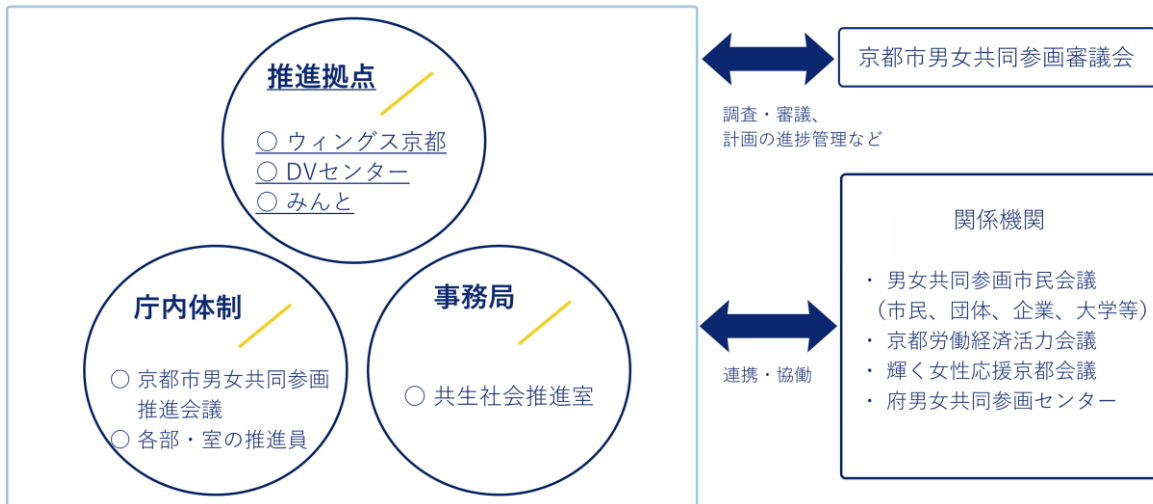 推進拠点
○ ウィングス京都
○ DVセンター
○ みんと
庁内体制
○ 京都市男女共同参画
推進会議
○ 各部・室の推進員
事務局
○ 共生社会推進室
京都市男女共同参画審議会
調査・審議、
計画の進捗管理など
関係機関
・ 男女共同参画市民会議
（市民、団体、企業、大学等）
・ 京都労働経済活力会議
・ 輝く女性応援京都会議
・ 府男女共同参画センター
連携・協働